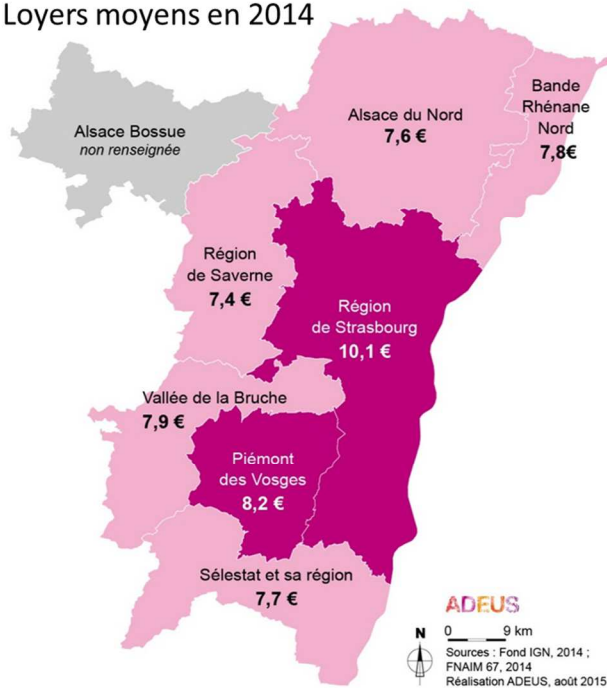 Loyers moyens en 2014
Bande
Rhénane
Nord
7,8€
Alsace du Nord
7,6 €
Alsace Bossue
non renseignée
Région
de Saverne
7,4 €
Région
de Strasbourg
10,1 €
Vallée de la Bruche
7,9 €
Piémont
des Vosges
8,2 €
Sélestat et sa région
7,7 €
ADEUS
N 0 9 km
Sources : Fond IGN, 2014 ;
FNAIM 67, 2014
Réalisation ADEUS, août 2015